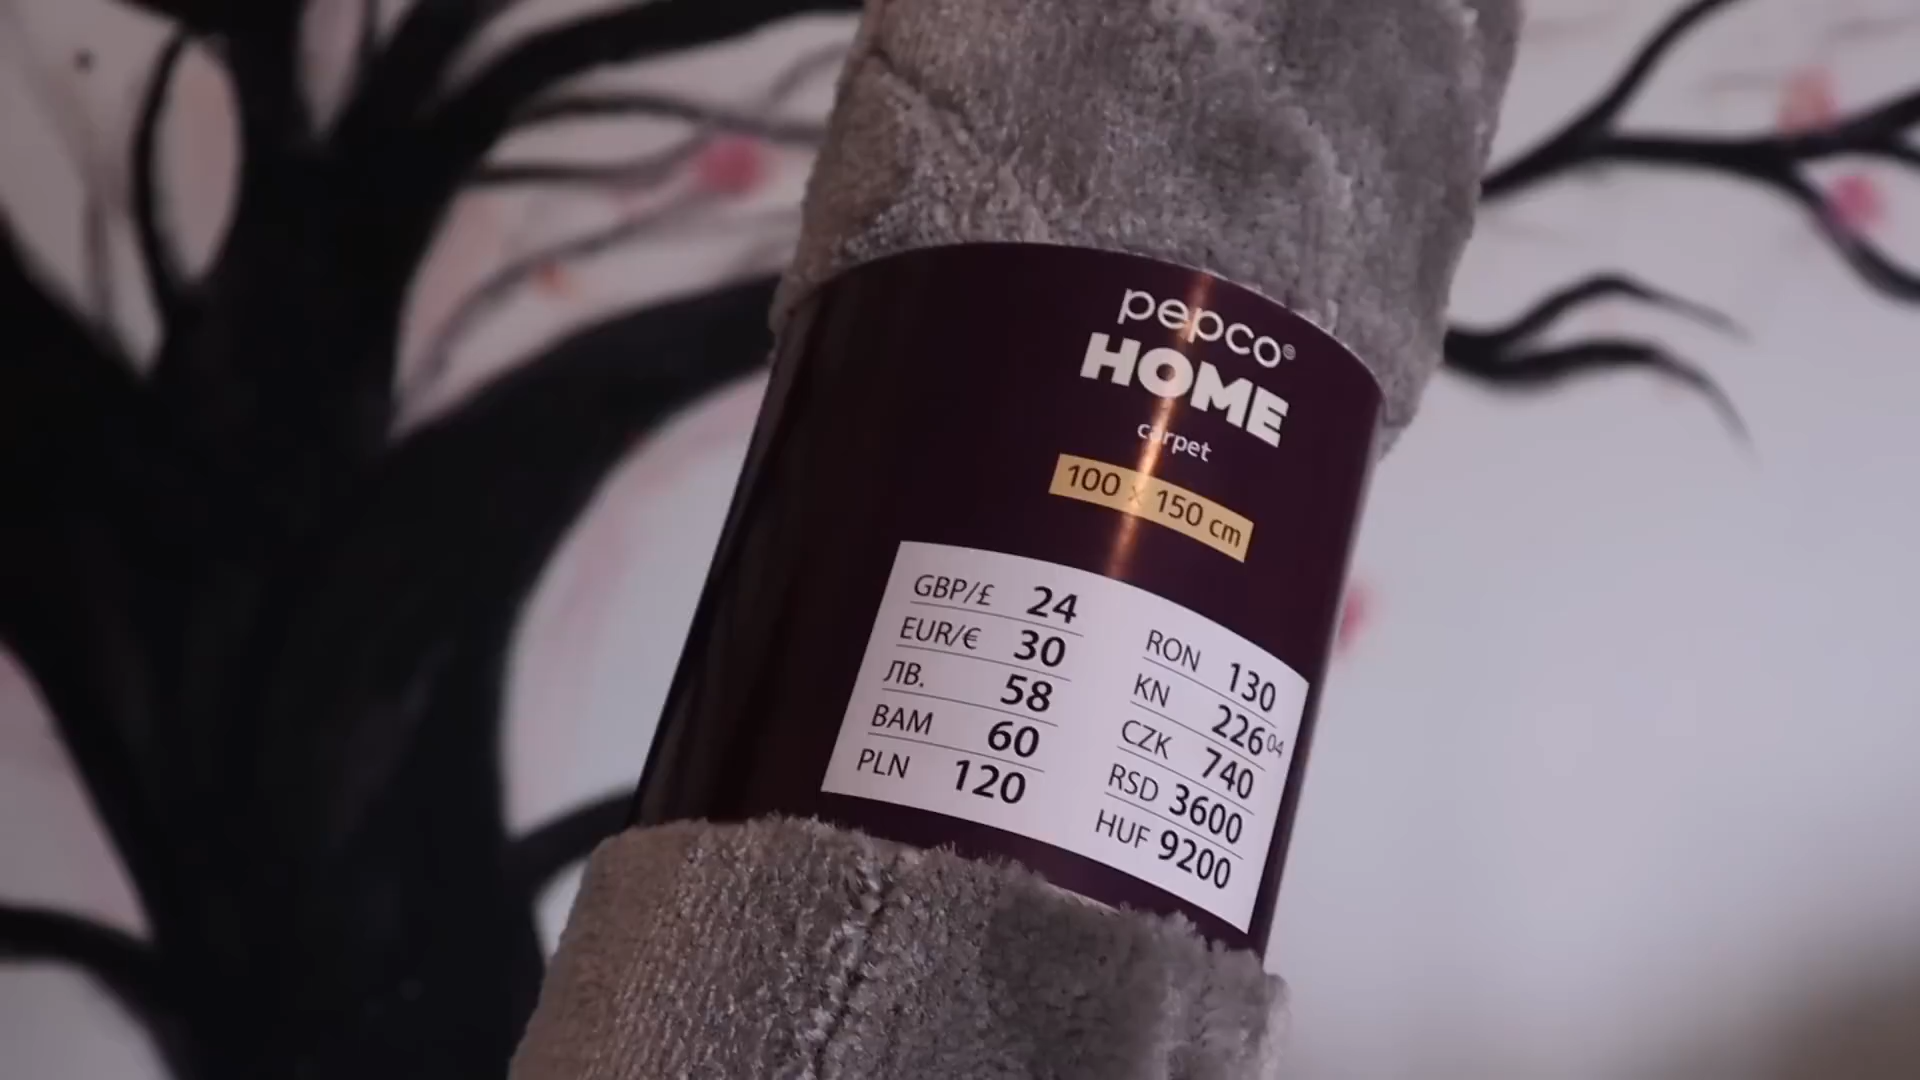 pepco®
HOME
carpet
100 x 150 cm
GBP/£ 24
EUR/€ 30
ЛВ. 58
BAM 60
PLN 120
RON 130
KN 226 04
CZK 740
RSD 3600
HUF 9200